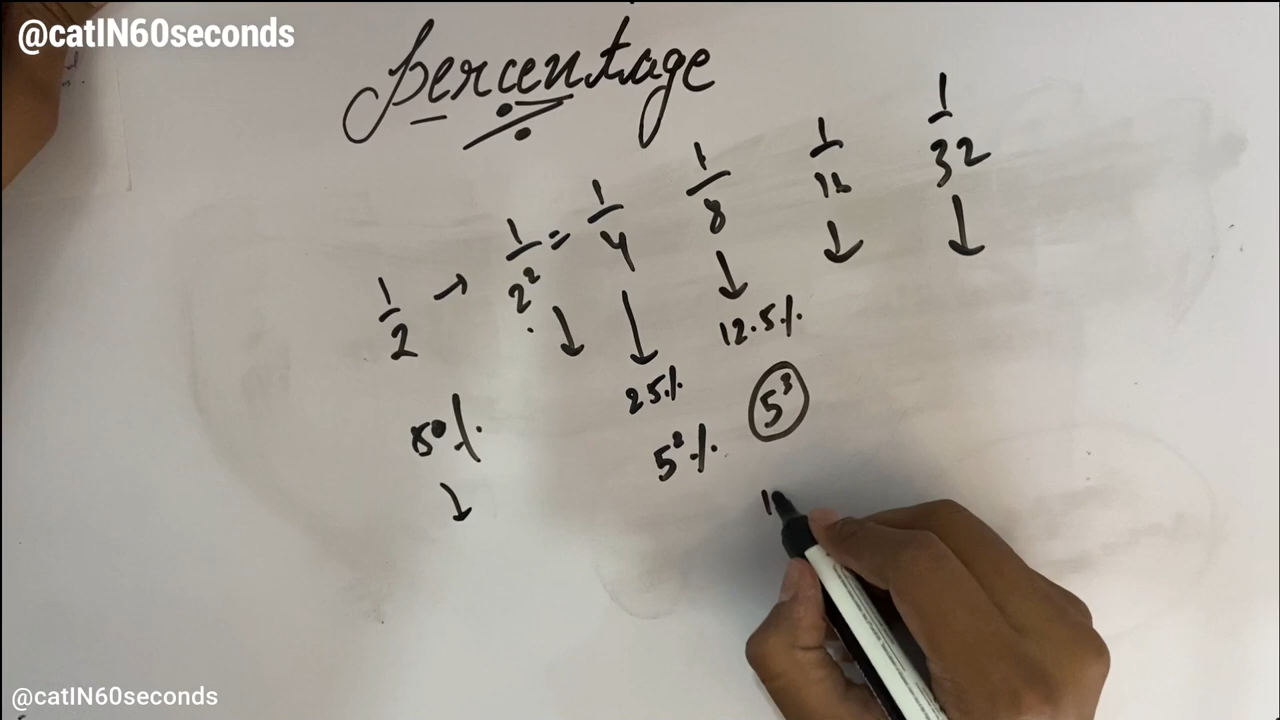 @catIN60seconds
percentage
%
1/2 → 1/2² = 1/4 1/8 1/16 1/32
↓ ↓ ↓ ↓ ↓
50% 25% 12.5%
↓ 5²% 5³
1
@catIN60seconds